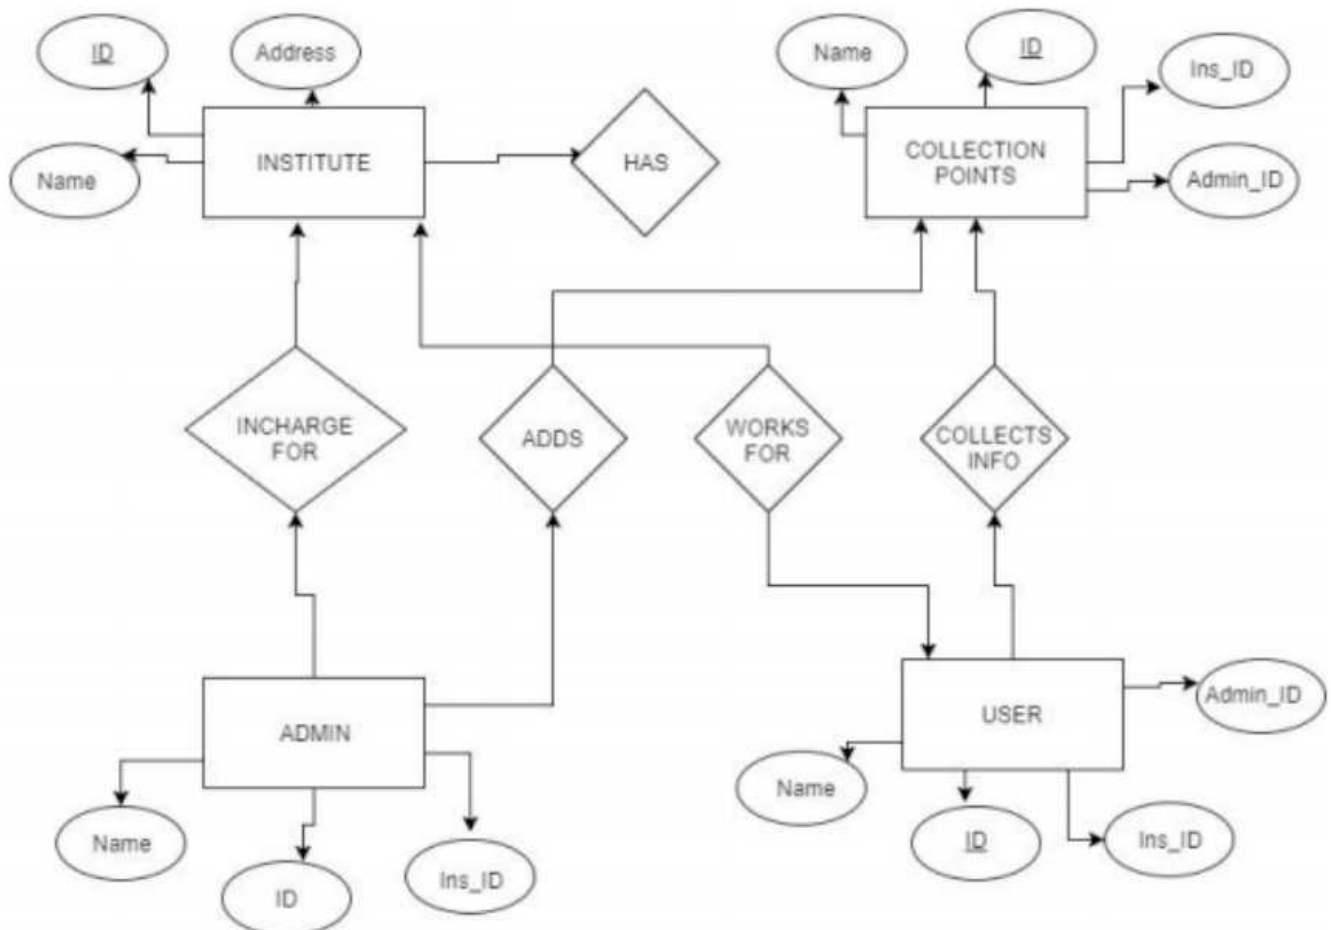 ID
Address
Name
INSTITUTE
HAS
Name
ID
Ins_ID
COLLECTION
POINTS
Admin_ID
INCHARGE
FOR
ADDS
WORKS
FOR
COLLECTS
INFO
ADMIN
Name
ID
Ins_ID
USER
Admin_ID
Name
ID
Ins_ID